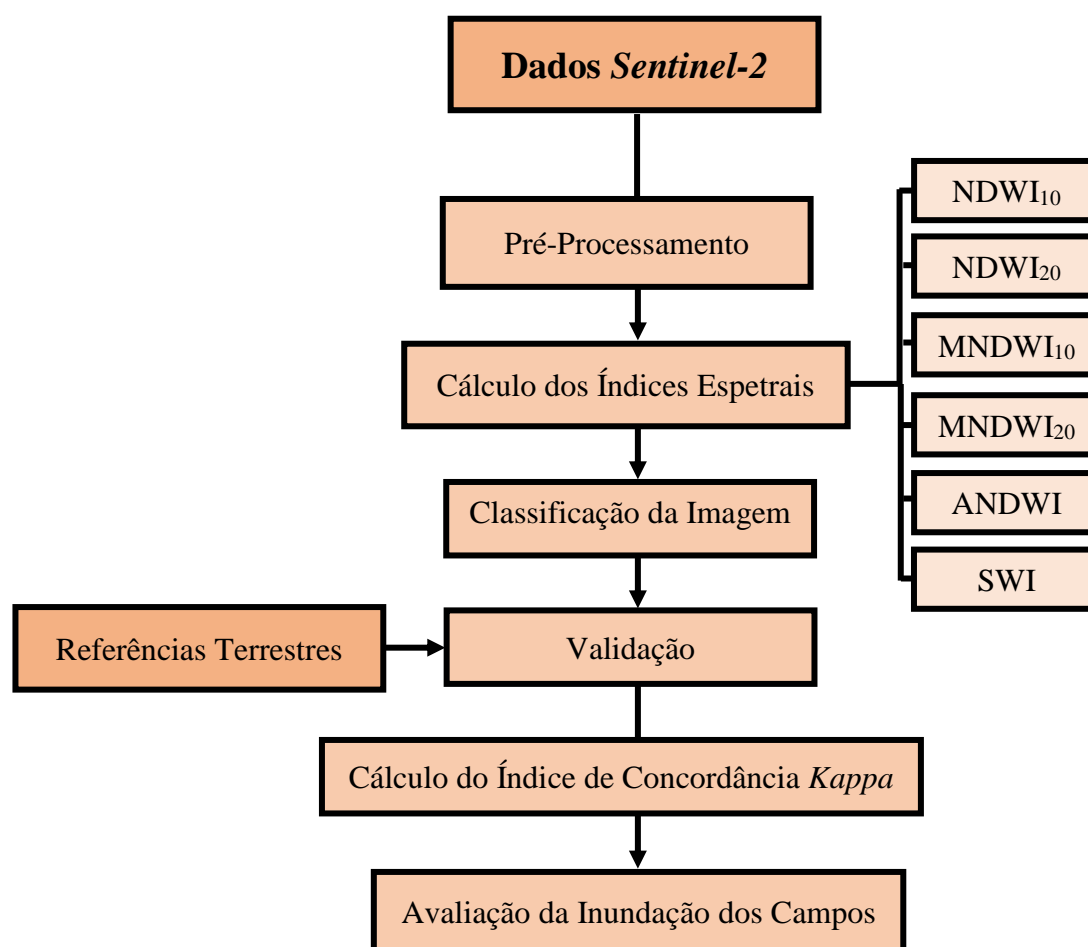 Dados Sentinel-2
Pré-Processamento
Cálculo dos Índices Espetrais
NDWI10
NDWI20
MNDWI10
MNDWI20
ANDWI
SWI
Classificação da Imagem
Referências Terrestres
Validação
Cálculo do Índice de Concordância Kappa
Avaliação da Inundação dos Campos